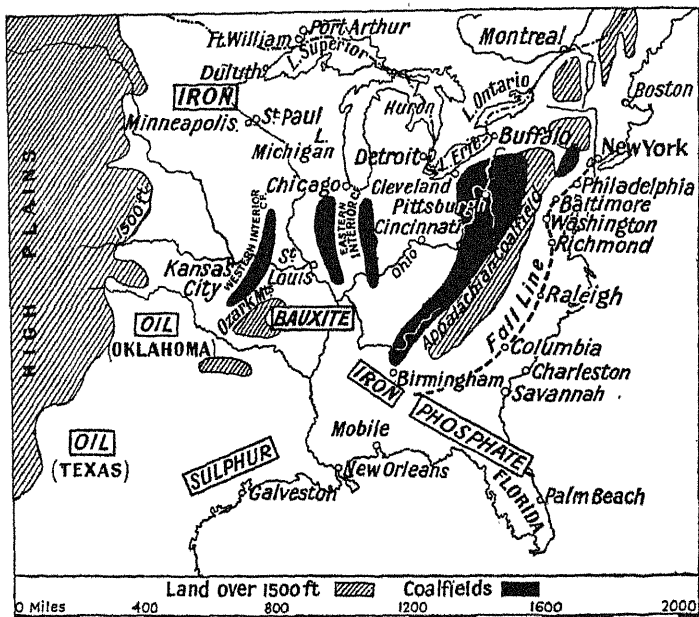 Port Arthur
Ft. William
L. Superior
Duluth
Montreal
IRON
St Paul
Minneapolis
Huron
L. Ontario
Boston
L.
Michigan
Buffalo
Detroit
L. Erie
New York
HIGH PLAINS
1500 ft.
Chicago
Cleveland
Philadelphia
Pittsburgh
Baltimore
WESTERN INTERIOR C.F.
EASTERN INTERIOR C.F.
Cincinnati
Washington
Richmond
Kansas City
St Louis
Ohio
Appalachian Coalfield
Ozark Mts
Raleigh
BAUXITE
Fall Line
OIL
(OKLAHOMA)
Columbia
IRON
Birmingham
Charleston
Savannah
PHOSPHATE
Mobile
OIL
(TEXAS)
SULPHUR
New Orleans
Galveston
FLORIDA
Palm Beach
Land over 1500 ft Coalfields
0 Miles 400 800 1200 1600 2000